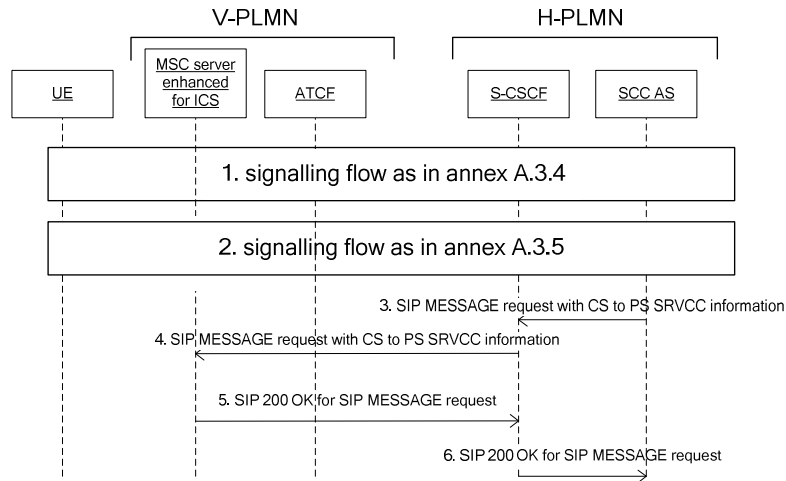 V-PLMN
H-PLMN
UE
MSC server
enhanced
for ICS
ATCF
S-CSCF
SCC AS
1. signalling flow as in annex A.3.4
2. signalling flow as in annex A.3.5
3. SIP MESSAGE request with CS to PS SRVCC information
4. SIP MESSAGE request with CS to PS SRVCC information
5. SIP 200 OK for SIP MESSAGE request
6. SIP 200 OK for SIP MESSAGE request